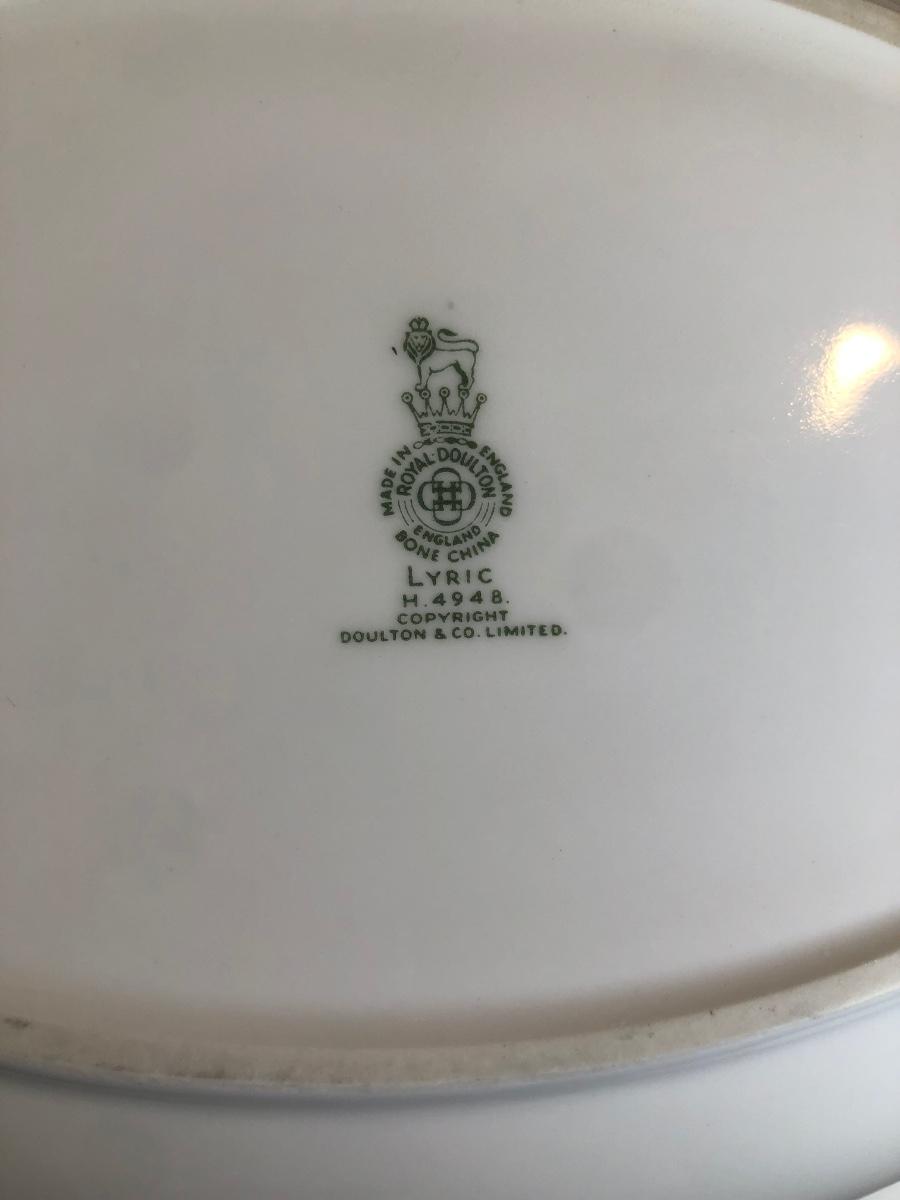 MADE IN ENGLAND
ROYAL DOULTON
ENGLAND
BONE CHINA
LYRIC
H.4948.
COPYRIGHT
DOULTON & CO. LIMITED.